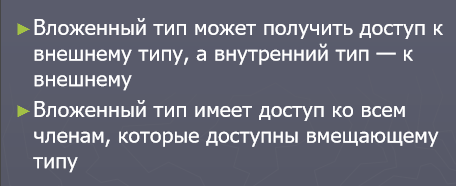 ►Вложенный тип может получить доступ к
внешнему типу, а внутренний тип — к
внешнему
►Вложенный тип имеет доступ ко всем
членам, которые доступны вмещающему
типу